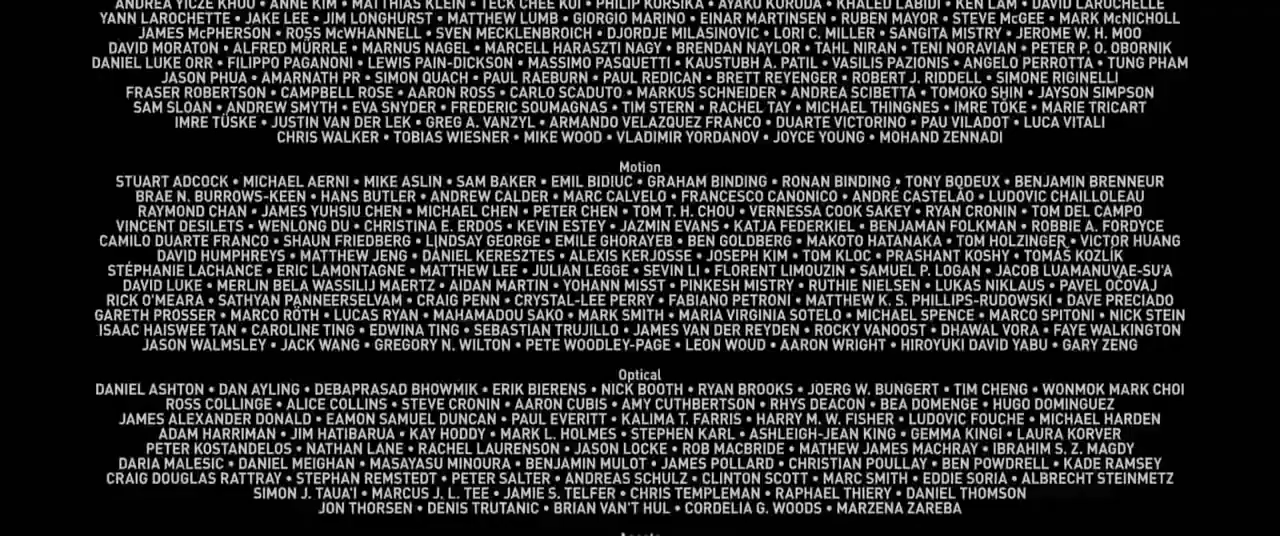 ANDREA YICZE KHOO • ANNE KIM • MATTHIAS KLEIN • TECK CHEE KOI • PHILIP KORSIKA • AYAKO KURODA • KHALED LABIDI • KEN LAM • DAVID LAROCHELLE
YANN LAROCHETTE • JAKE LEE • JIM LONGHURST • MATTHEW LUMB • GIORGIO MARINO • EINAR MARTINSEN • RUBEN MAYOR • STEVE McGEE • MARK McNICHOLL
JAMES McPHERSON • ROSS McWHANNELL • SVEN MECKLENBROICH • DJORDJE MILASINOVIC • LORI C. MILLER • SANGITA MISTRY • JEROME W. H. MOO
DAVID MORATON • ALFRED MÜRRLE • MARNUS NAGEL • MARCELL HARASZTI NAGY • BRENDAN NAYLOR • TAHL NIRAN • TENI NORAVIAN • PETER P. O. OBORNIK
DANIEL LUKE ORR • FILIPPO PAGANONI • LEWIS PAIN-DICKSON • MASSIMO PASQUETTI • KAUSTUBH A. PATIL • VASILIS PAZIONIS • ANGELO PERROTTA • TUNG PHAM
JASON PHUA • AMARNATH PR • SIMON QUACH • PAUL RAEBURN • PAUL REDICAN • BRETT REYENGER • ROBERT J. RIDDELL • SIMONE RIGINELLI
FRASER ROBERTSON • CAMPBELL ROSE • AARON ROSS • CARLO SCADUTO • MARKUS SCHNEIDER • ANDREA SCIBETTA • TOMOKO SHIN • JAYSON SIMPSON
SAM SLOAN • ANDREW SMYTH • EVA SNYDER • FREDERIC SOUMAGNAS • TIM STERN • RACHEL TAY • MICHAEL THINGNES • IMRE TŐKE • MARIE TRICART
IMRE TÜSKE • JUSTIN VAN DER LEK • GREG A. VANZYL • ARMANDO VELAZQUEZ FRANCO • DUARTE VICTORINO • PAU VILADOT • LUCA VITALI
CHRIS WALKER • TOBIAS WIESNER • MIKE WOOD • VLADIMIR YORDANOV • JOYCE YOUNG • MOHAND ZENNADI
Motion
STUART ADCOCK • MICHAEL AERNI • MIKE ASLIN • SAM BAKER • EMIL BIDIUC • GRAHAM BINDING • RONAN BINDING • TONY BODEUX • BENJAMIN BRENNEUR
BRAE N. BURROWS-KEEN • HANS BUTLER • ANDREW CALDER • MARC CALVELO • FRANCESCO CANONICO • ANDRÉ CASTELÃO • LUDOVIC CHAILLOLEAU
RAYMOND CHAN • JAMES YUHSIU CHEN • MICHAEL CHEN • PETER CHEN • TOM T. H. CHOU • VERNESSA COOK SAKEY • RYAN CRONIN • TOM DEL CAMPO
VINCENT DESILETS • WENLONG DU • CHRISTINA E. ERDOS • KEVIN ESTEY • JAZMIN EVANS • KATJA FEDERKIEL • BENJAMAN FOLKMAN • ROBBIE A. FORDYCE
CAMILO DUARTE FRANCO • SHAUN FRIEDBERG • LINDSAY GEORGE • EMILE GHORAYEB • BEN GOLDBERG • MAKOTO HATANAKA • TOM HOLZINGER • VICTOR HUANG
DAVID HUMPHREYS • MATTHEW JENG • DÁNIEL KERESZTES • ALEXIS KERJOSSE • JOSEPH KIM • TOM KLOC • PRASHANT KOSHY • TOMÁŠ KOZLÍK
STÉPHANIE LACHANCE • ERIC LAMONTAGNE • MATTHEW LEE • JULIAN LEGGE • SEVIN LI • FLORENT LIMOUZIN • SAMUEL P. LOGAN • JACOB LUAMANUVAE-SU'A
DAVID LUKE • MERLIN BELA WASSILIJ MAERTZ • AIDAN MARTIN • YOHANN MISST • PINKESH MISTRY • RUTHIE NIELSEN • LUKAS NIKLAUS • PAVEL OČOVAJ
RICK O'MEARA • SATHYAN PANNEERSELVAM • CRAIG PENN • CRYSTAL-LEE PERRY • FABIANO PETRONI • MATTHEW K. S. PHILLIPS-RUDOWSKI • DAVE PRECIADO
GARETH PROSSER • MARCO RÖTH • LUCAS RYAN • MAHAMADOU SAKO • MARK SMITH • MARIA VIRGINIA SOTELO • MICHAEL SPENCE • MARCO SPITONI • NICK STEIN
ISAAC HAISWEE TAN • CAROLINE TING • EDWINA TING • SEBASTIAN TRUJILLO • JAMES VAN DER REYDEN • ROCKY VANOOST • DHAWAL VORA • FAYE WALKINGTON
JASON WALMSLEY • JACK WANG • GREGORY N. WILTON • PETE WOODLEY-PAGE • LEON WOUD • AARON WRIGHT • HIROYUKI DAVID YABU • GARY ZENG
Optical
DANIEL ASHTON • DAN AYLING • DEBAPRASAD BHOWMIK • ERIK BIERENS • NICK BOOTH • RYAN BROOKS • JOERG W. BUNGERT • TIM CHENG • WONMOK MARK CHOI
ROSS COLLINGE • ALICE COLLINS • STEVE CRONIN • AARON CUBIS • AMY CUTHBERTSON • RHYS DEACON • BEA DOMENGE • HUGO DOMINGUEZ
JAMES ALEXANDER DONALD • EAMON SAMUEL DUNCAN • PAUL EVERITT • KALIMA T. FARRIS • HARRY M. W. FISHER • LUDOVIC FOUCHE • MICHAEL HARDEN
ADAM HARRIMAN • JIM HATIBARUA • KAY HODDY • MARK L. HOLMES • STEPHEN KARL • ASHLEIGH-JEAN KING • GEMMA KINGI • LAURA KORVER
PETER KOSTANDELOS • NATHAN LANE • RACHEL LAURENSON • JASON LOCKE • ROB MACBRIDE • MATHEW JAMES MACHRAY • IBRAHIM S. Z. MAGDY
DARIA MALESIC • DANIEL MEIGHAN • MASAYASU MINOURA • BENJAMIN MULOT • JAMES POLLARD • CHRISTIAN POULLAY • BEN POWDRELL • KADE RAMSEY
CRAIG DOUGLAS RATTRAY • STEPHAN REMSTEDT • PETER SALTER • ANDREAS SCHULZ • CLINTON SCOTT • MARC SMITH • EDDIE SORIA • ALBRECHT STEINMETZ
SIMON J. TAUA'I • MARCUS J. L. TEE • JAMIE S. TELFER • CHRIS TEMPLEMAN • RAPHAEL THIERY • DANIEL THOMSON
JON THORSEN • DENIS TRUTANIC • BRIAN VAN'T HUL • CORDELIA G. WOODS • MARZENA ZAREBA